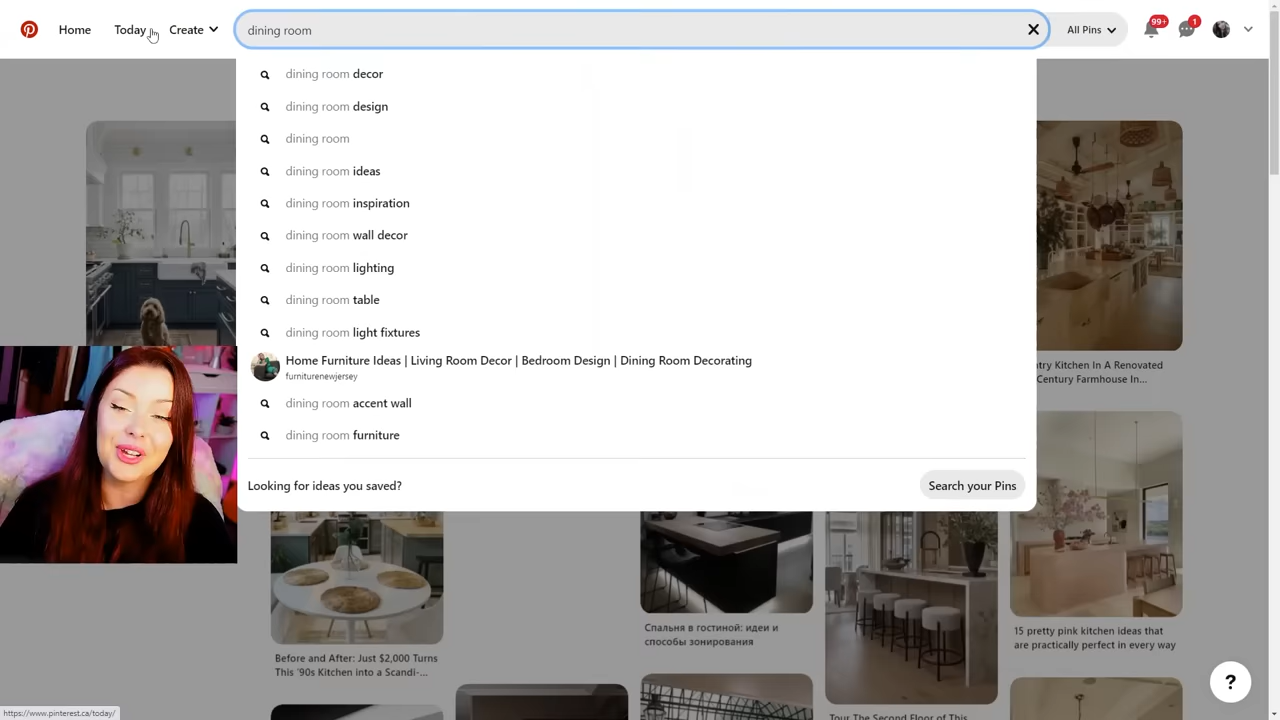 Home
Today
Create
dining room
All Pins
99+
1
dining room decor
dining room design
dining room
dining room ideas
dining room inspiration
dining room wall decor
dining room lighting
dining room table
dining room light fixtures
Home Furniture Ideas | Living Room Decor | Bedroom Design | Dining Room Decorating
furniturenewjersey
dining room accent wall
dining room furniture
Looking for ideas you saved?
Search your Pins
ntry Kitchen In A Renovated
Century Farmhouse In...
Спальня в гостиной: идеи и
способы зонирования
15 pretty pink kitchen ideas that
are practically perfect in every way
Before and After: Just $2,000 Turns
This '90s Kitchen into a Scandi-...
Tour The Second Floor of This
?
https://www.pinterest.ca/today/